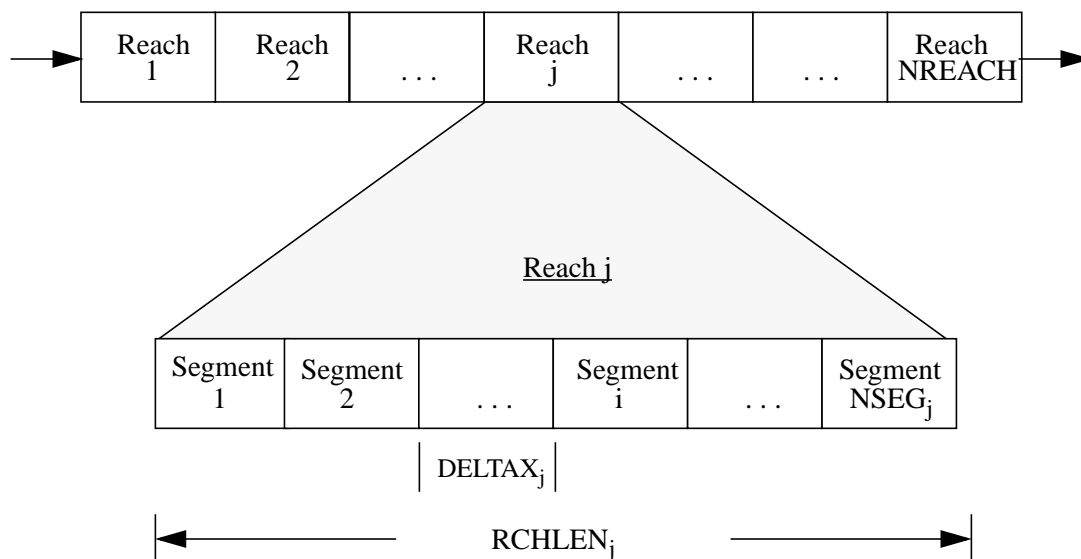 Reach
1
Reach
2
. . .
Reach
j
. . .
. . .
Reach
NREACH
Reach j
Segment
1
Segment
2
. . .
Segment
i
. . .
Segment
NSEGj
DELTAXj
RCHLENj